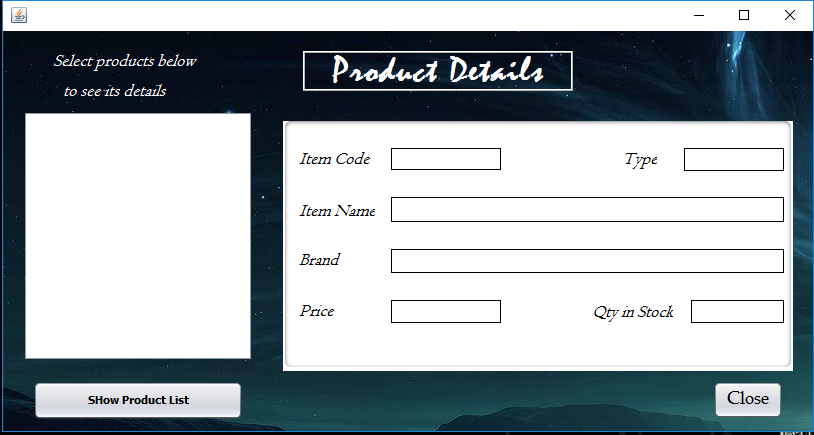 Select products below
to see its details
Product Details
Item Code
Type
Item Name
Brand
Price
Qty in Stock
SHow Product List
Close